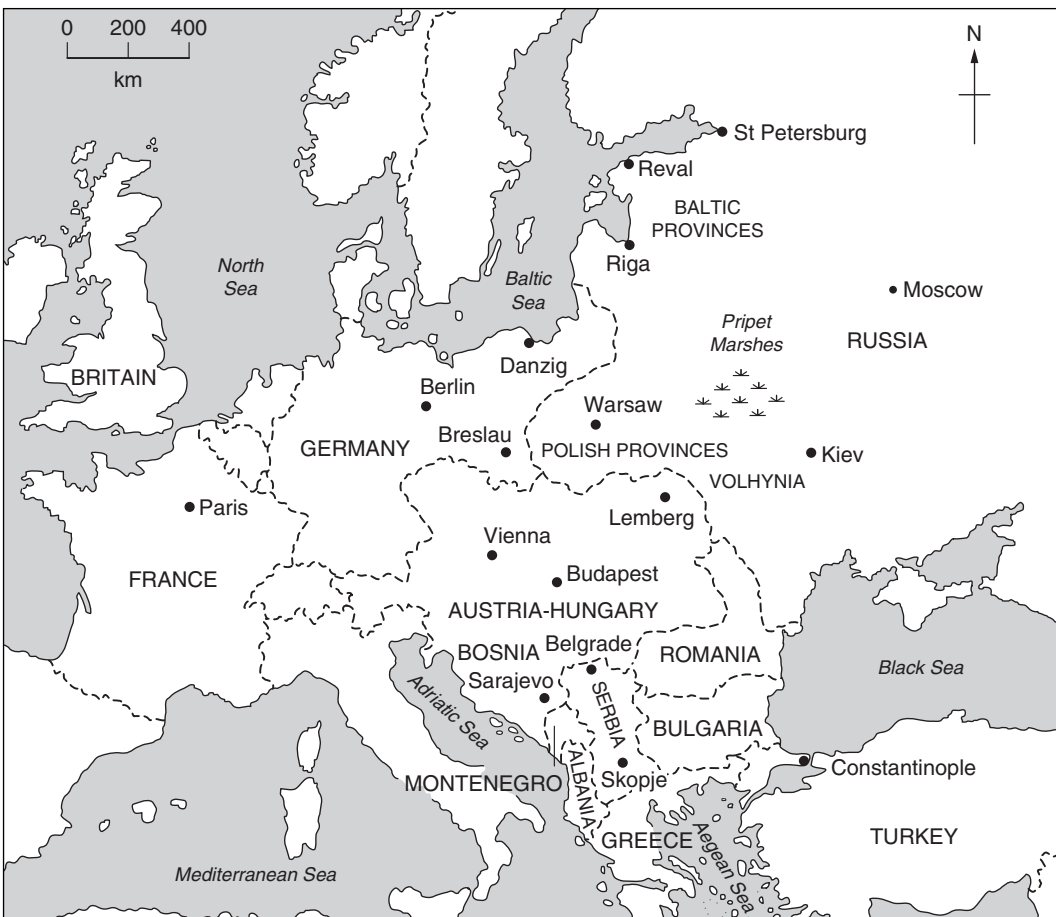 0 200 400
km
N
St Petersburg
Reval
BALTIC
PROVINCES
Riga
North
Sea
Baltic
Sea
Moscow
Pripet
Marshes
RUSSIA
Danzig
BRITAIN
Berlin
Warsaw
Breslau
GERMANY
POLISH PROVINCES
Kiev
VOLHYNIA
Paris
Lemberg
Vienna
FRANCE
Budapest
AUSTRIA-HUNGARY
Belgrade
BOSNIA
ROMANIA
Black Sea
Sarajevo
Adriatic Sea
SERBIA
BULGARIA
Constantinople
MONTENEGRO
ALBANIA
Skopje
GREECE
Aegean Sea
TURKEY
Mediterranean Sea